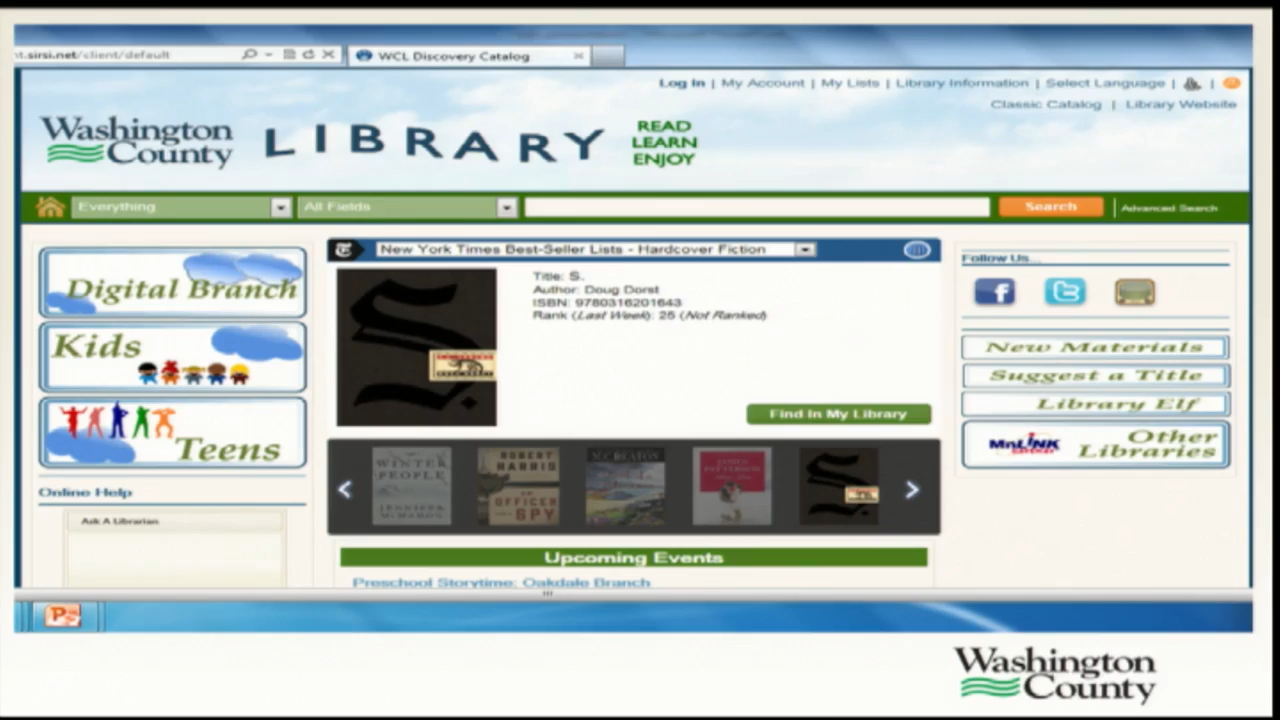 nt.sirsi.net/client/default
WCL Discovery Catalog
Log In | My Account | My Lists | Library Information | Select Language |
Classic Catalog | Library Website
Washington County
LIBRARY
READ
LEARN
ENJOY
Everything
All Fields
Search
Advanced Search
Digital Branch
Kids
Teens
Online Help
Ask A Librarian
New York Times Best-Seller Lists - Hardcover Fiction
Title: S.
Author: Doug Dorst
ISBN: 9780316201643
Rank (Last Week): 25 (Not Ranked)
S.
Find In My Library
WINTER
PEOPLE
JENNIFER
McMAHON
ROBERT
HARRIS
AN
OFFICER
SPY
M.C. BEATON
JAMES
PATTERSON
Upcoming Events
Preschool Storytime: Oakdale Branch
Follow Us...
New Materials
Suggest a Title
Library Elf
MnLINK
GATEWAY
Other
Libraries
Washington
County